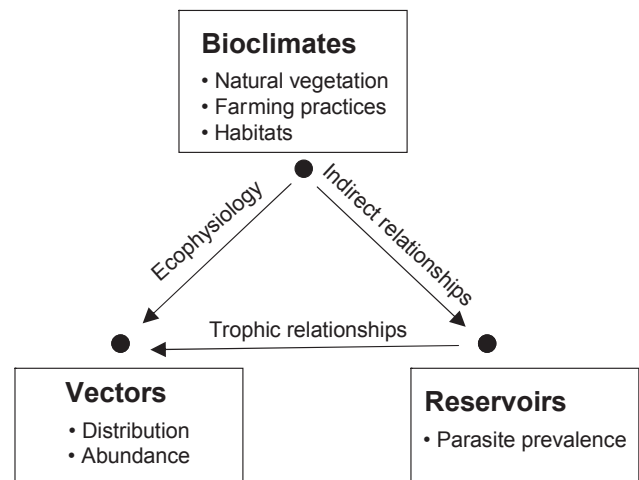 Bioclimates
• Natural vegetation
• Farming practices
• Habitats
Ecophysiology
Indirect relationships
Trophic relationships
Vectors
• Distribution
• Abundance
Reservoirs
• Parasite prevalence